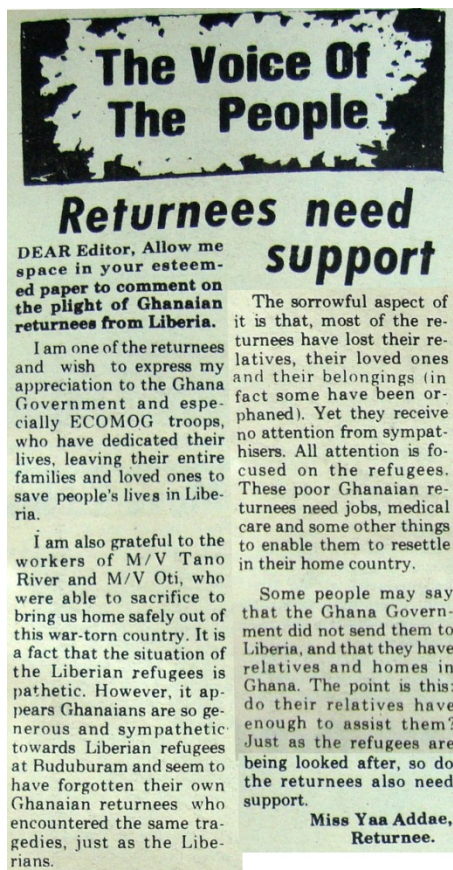 The Voice Of
The People
Returnees need
support
DEAR Editor, Allow me
space in your esteem-
ed paper to comment on
the plight of Ghanaian
returnees from Liberia.
I am one of the returnees
and wish to express my
appreciation to the Ghana
Government and espe-
cially ECOMOG troops,
who have dedicated their
lives, leaving their entire
families and loved ones to
save people's lives in Libe-
ria.
I am also grateful to the
workers of M/V Tano
River and M/V Oti, who
were able to sacrifice to
bring us home safely out of
this war-torn country. It is
a fact that the situation of
the Liberian refugees is
pathetic. However, it ap-
pears Ghanaians are so ge-
nerous and sympathetic
towards Liberian refugees
at Buduburam and seem to
have forgotten their own
Ghanaian returnees who
encountered the same tra-
gedies, just as the Libe-
rians.
The sorrowful aspect of
it is that, most of the re-
turnees have lost their re-
latives, their loved ones
and their belongings (in
fact some have been or-
phaned). Yet they receive
no attention from sympat-
hisers. All attention is fo-
cused on the refugees.
These poor Ghanaian re-
turnees need jobs, medical
care and some other things
to enable them to resettle
in their home country.
Some people may say
that the Ghana Govern-
ment did not send them to
Liberia, and that they have
relatives and homes in
Ghana. The point is this:
do their relatives have
enough to assist them?
Just as the refugees are
being looked after, so do
the returnees also need
support.
Miss Yaa Addae,
Returnee.